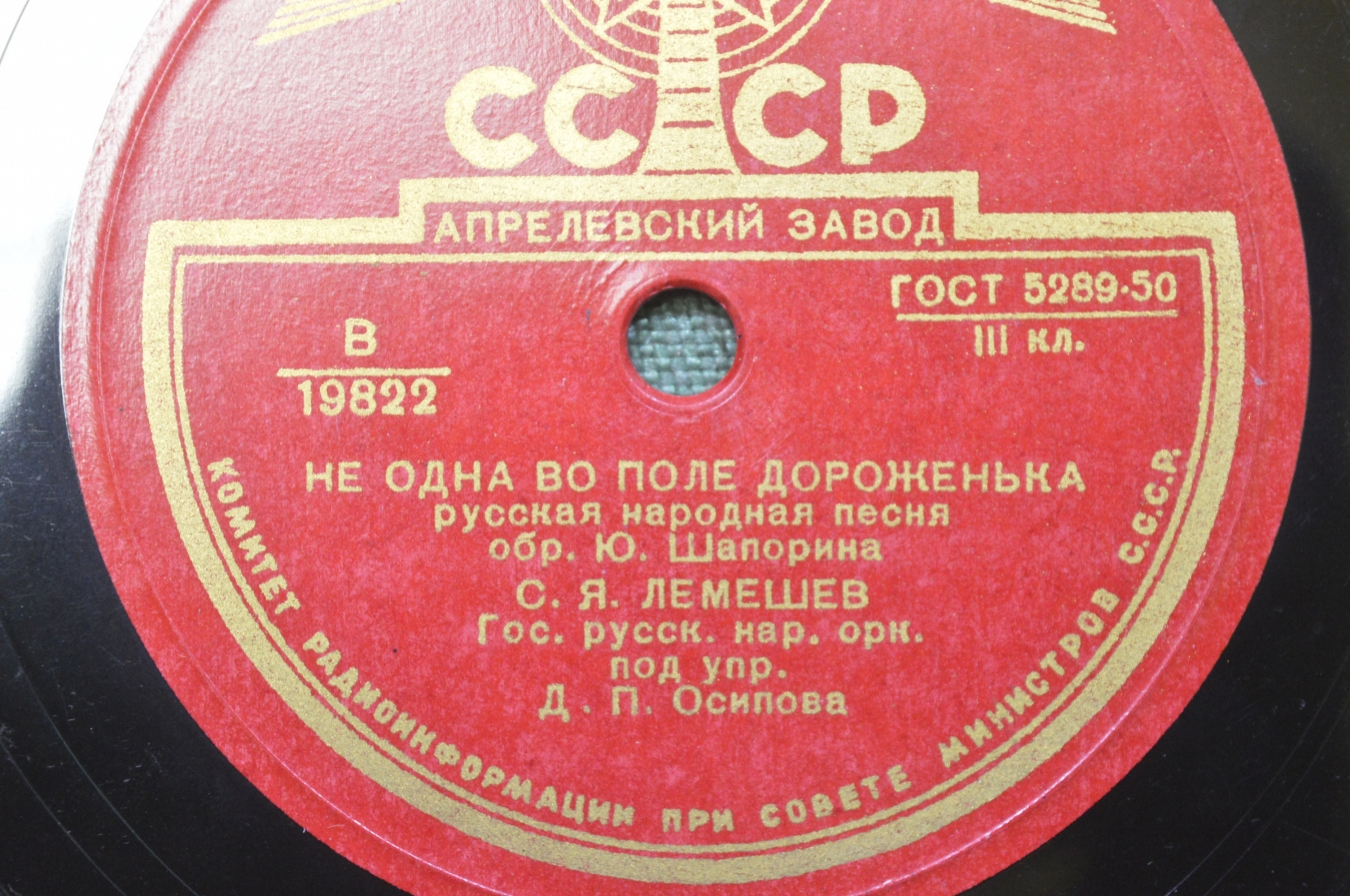 СССР
АПРЕЛЕВСКИЙ ЗАВОД
ГОСТ 5289-50
III кл.
В
19822
НЕ ОДНА ВО ПОЛЕ ДОРОЖЕНЬКА
русская народная песня
обр. Ю. Шапорина
С. Я. ЛЕМЕШЕВ
Гос. русск. нар. орк.
под упр.
Д. П. Осипова
КОМИТЕТ РАДИОИНФОРМАЦИИ ПРИ СОВЕТЕ МИНИСТРОВ С.С.С.Р.